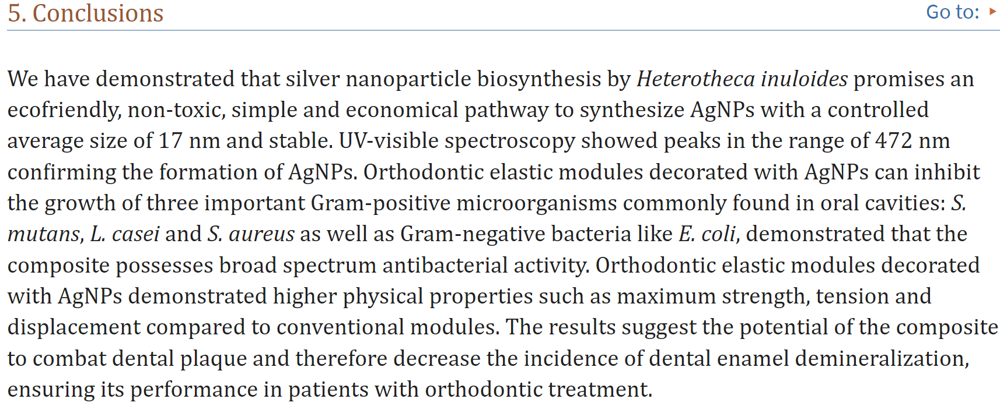 5. Conclusions
Go to: ▸
We have demonstrated that silver nanoparticle biosynthesis by Heterotheca inuloides promises an
ecofriendly, non-toxic, simple and economical pathway to synthesize AgNPs with a controlled
average size of 17 nm and stable. UV-visible spectroscopy showed peaks in the range of 472 nm
confirming the formation of AgNPs. Orthodontic elastic modules decorated with AgNPs can inhibit
the growth of three important Gram-positive microorganisms commonly found in oral cavities: S.
mutans, L. casei and S. aureus as well as Gram-negative bacteria like E. coli, demonstrated that the
composite possesses broad spectrum antibacterial activity. Orthodontic elastic modules decorated
with AgNPs demonstrated higher physical properties such as maximum strength, tension and
displacement compared to conventional modules. The results suggest the potential of the composite
to combat dental plaque and therefore decrease the incidence of dental enamel demineralization,
ensuring its performance in patients with orthodontic treatment.